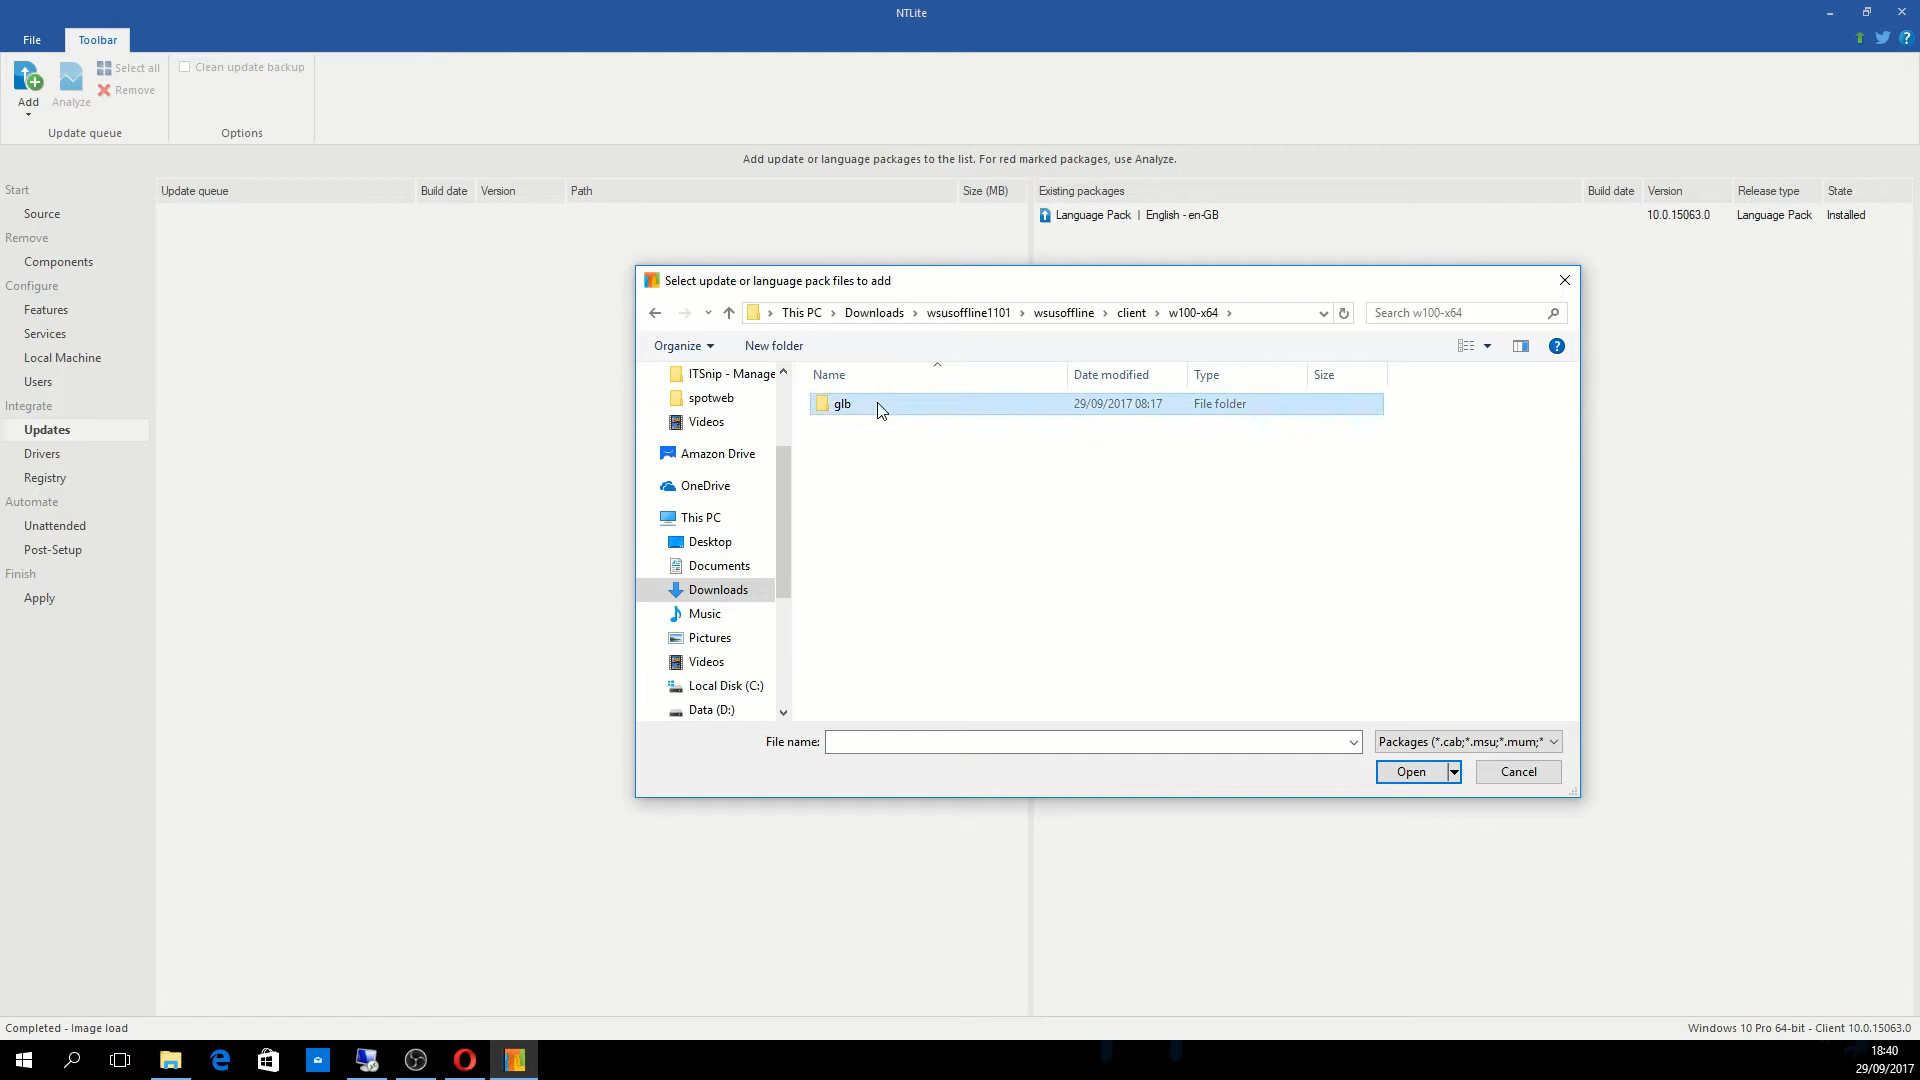 NTLite
File
Toolbar
Add
Analyze
Select all
Remove
Clean update backup
Update queue
Options
Add update or language packages to the list. For red marked packages, use Analyze.
Start
Source
Remove
Components
Configure
Features
Services
Local Machine
Users
Integrate
Updates
Drivers
Registry
Automate
Unattended
Post-Setup
Finish
Apply
Update queue Build date Version Path Size (MB)
Existing packages Build date Version Release type State
Language Pack | English - en-GB 10.0.15063.0 Language Pack Installed
Select update or language pack files to add
This PC > Downloads > wsusoffline1101 > wsusoffline > client > w100-x64 >
Search w100-x64
Organize
New folder
ITSnip - Manage
spotweb
Videos
Amazon Drive
OneDrive
This PC
Desktop
Documents
Downloads
Music
Pictures
Videos
Local Disk (C:)
Data (D:)
Name Date modified Type Size
glb 29/09/2017 08:17 File folder
File name:
Packages (*.cab;*.msu;*.mum;*
Open
Cancel
Completed - Image load
Windows 10 Pro 64-bit - Client 10.0.15063.0
18:40
29/09/2017